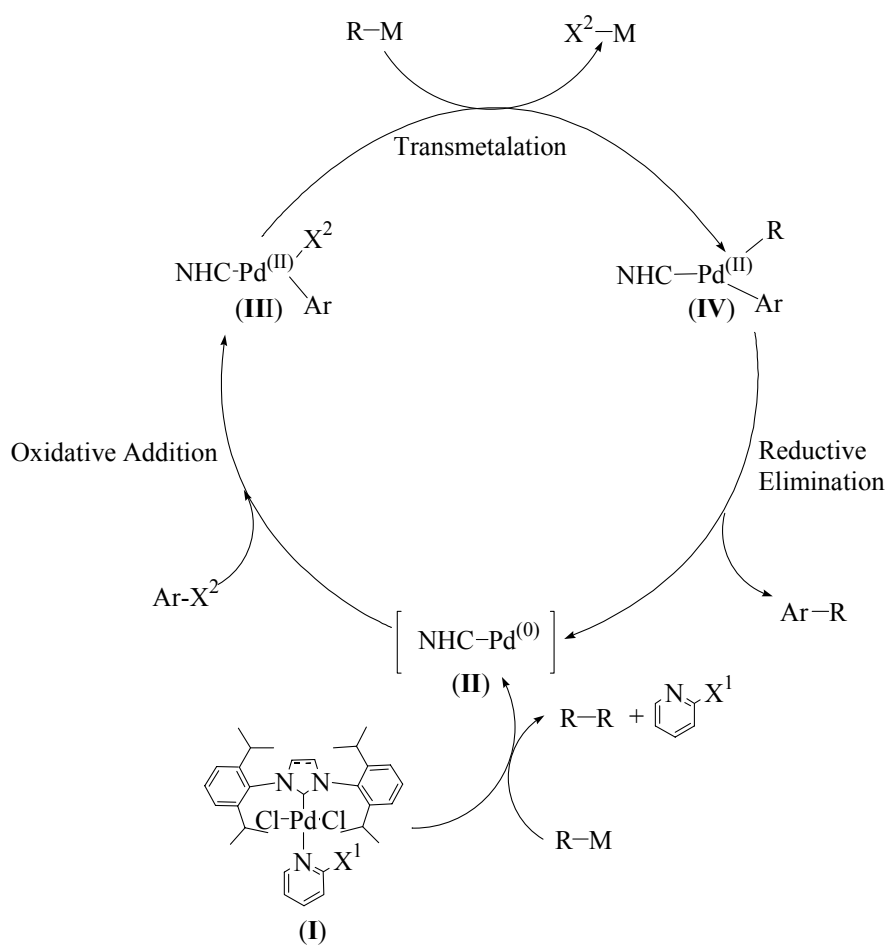 R–M X²–M
Transmetalation
NHC-Pd(II) X²
Ar
(III)
R
NHC–Pd(II)
Ar
(IV)
Oxidative Addition
Reductive
Elimination
Ar-X²
Ar–R
[ NHC–Pd(0) ]
(II)
R–R + N X¹
N N
Cl-Pd·Cl
R–M
N X¹
(I)